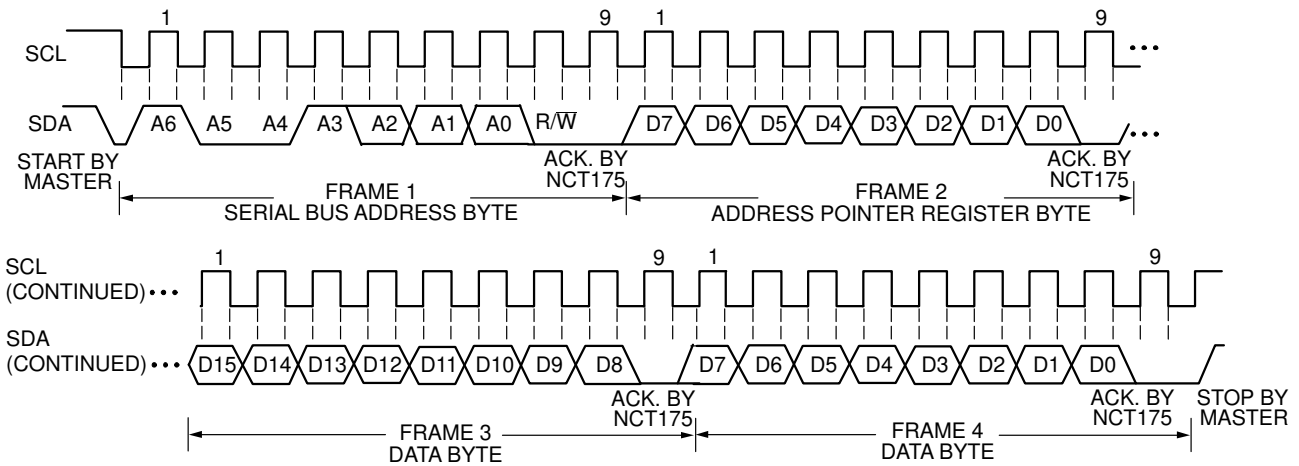 1 9 1 9
SCL
SDA A6 A5 A4 A3 A2 A1 A0 R/W̅ D7 D6 D5 D4 D3 D2 D1 D0
START BY MASTER
ACK. BY NCT175
ACK. BY NCT175
FRAME 1
SERIAL BUS ADDRESS BYTE
FRAME 2
ADDRESS POINTER REGISTER BYTE
1 9 1 9
SCL
(CONTINUED)
SDA
(CONTINUED) D15 D14 D13 D12 D11 D10 D9 D8 D7 D6 D5 D4 D3 D2 D1 D0
ACK. BY NCT175
ACK. BY NCT175
STOP BY MASTER
FRAME 3
DATA BYTE
FRAME 4
DATA BYTE